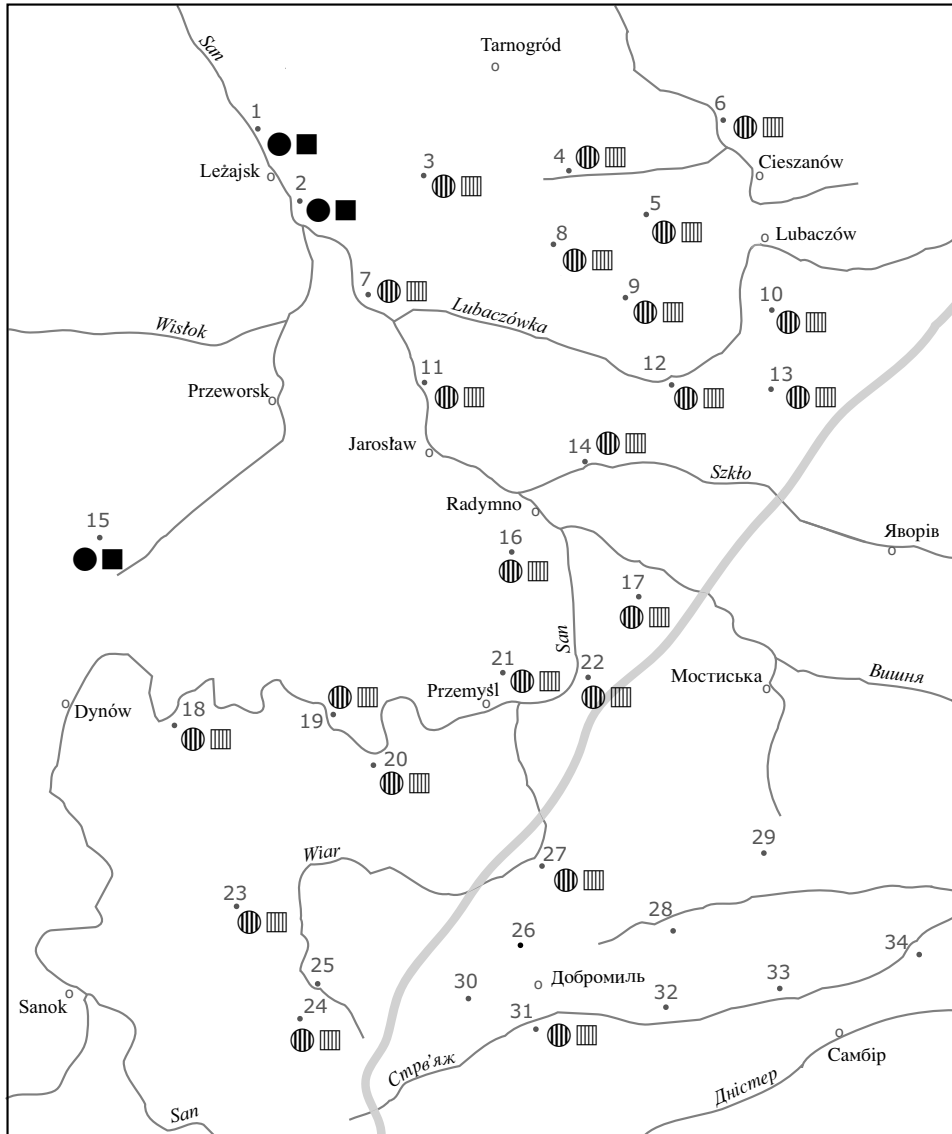 San
Tarnogród
1
6
3
4
Leżajsk
Cieszanów
2
5
8
Lubaczów
7
9
10
Wisłok
Lubaczówka
12
13
Przeworsk
11
Jarosław
14
Szkło
Radymno
15
16
Яворів
17
San
21
22
Przemyśl
Мостиська
Вишня
Dynów
18
19
20
29
Wiar
27
23
28
26
34
25
30
Добромиль
33
Sanok
24
32
31
Самбір
Стрв'яж
Дністер
San